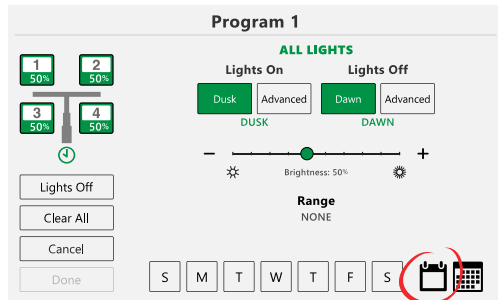 Program 1
1
50%
2
50%
3
50%
4
50%
Lights Off
Clear All
Cancel
Done
ALL LIGHTS
Lights On
Lights Off
Dusk
Advanced
Dawn
Advanced
DUSK
DAWN
− +
Brightness: 50%
Range
NONE
S M T W T F S